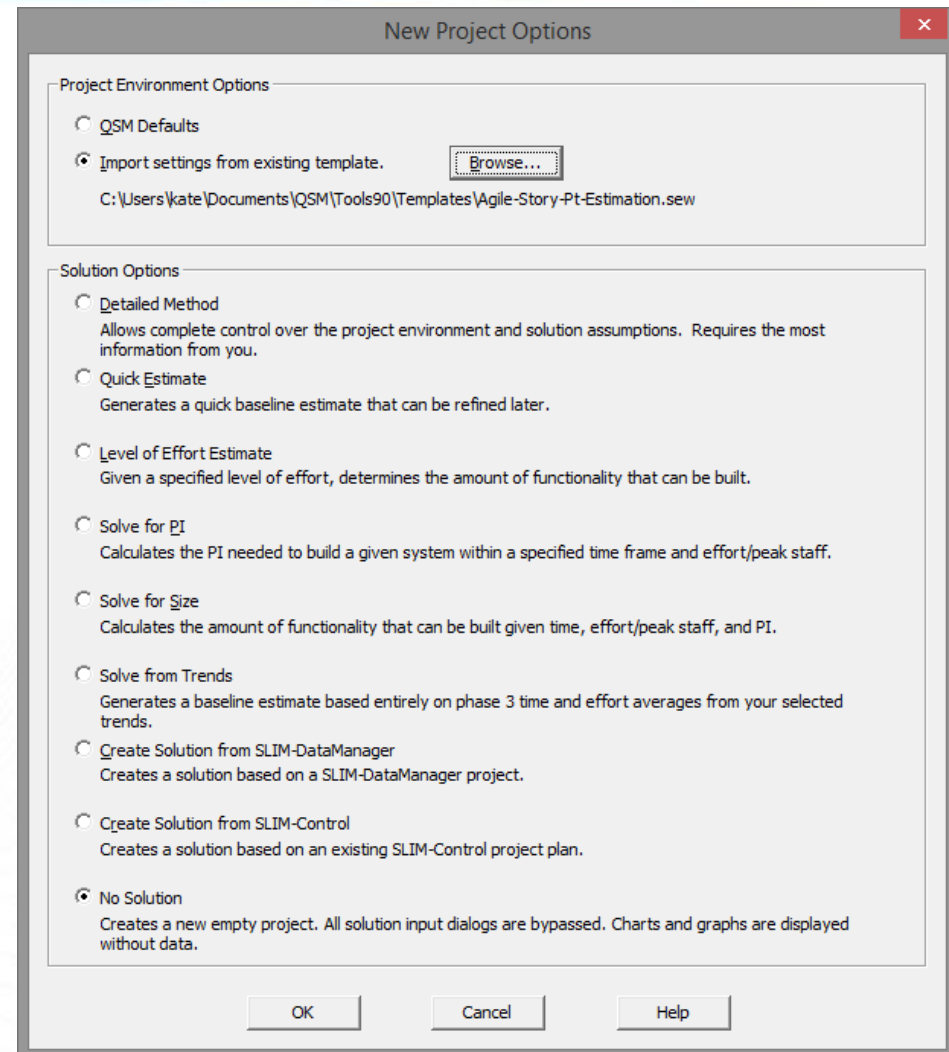 New Project Options
Project Environment Options
QSM Defaults
Import settings from existing template.
Browse...
C:\Users\kate\Documents\QSM\Tools90\Templates\Agile-Story-Pt-Estimation.sew
Solution Options
Detailed Method
Allows complete control over the project environment and solution assumptions. Requires the most
information from you.
Quick Estimate
Generates a quick baseline estimate that can be refined later.
Level of Effort Estimate
Given a specified level of effort, determines the amount of functionality that can be built.
Solve for PI
Calculates the PI needed to build a given system within a specified time frame and effort/peak staff.
Solve for Size
Calculates the amount of functionality that can be built given time, effort/peak staff, and PI.
Solve from Trends
Generates a baseline estimate based entirely on phase 3 time and effort averages from your selected
trends.
Create Solution from SLIM-DataManager
Creates a solution based on a SLIM-DataManager project.
Create Solution from SLIM-Control
Creates a solution based on an existing SLIM-Control project plan.
No Solution
Creates a new empty project. All solution input dialogs are bypassed. Charts and graphs are displayed
without data.
OK
Cancel
Help